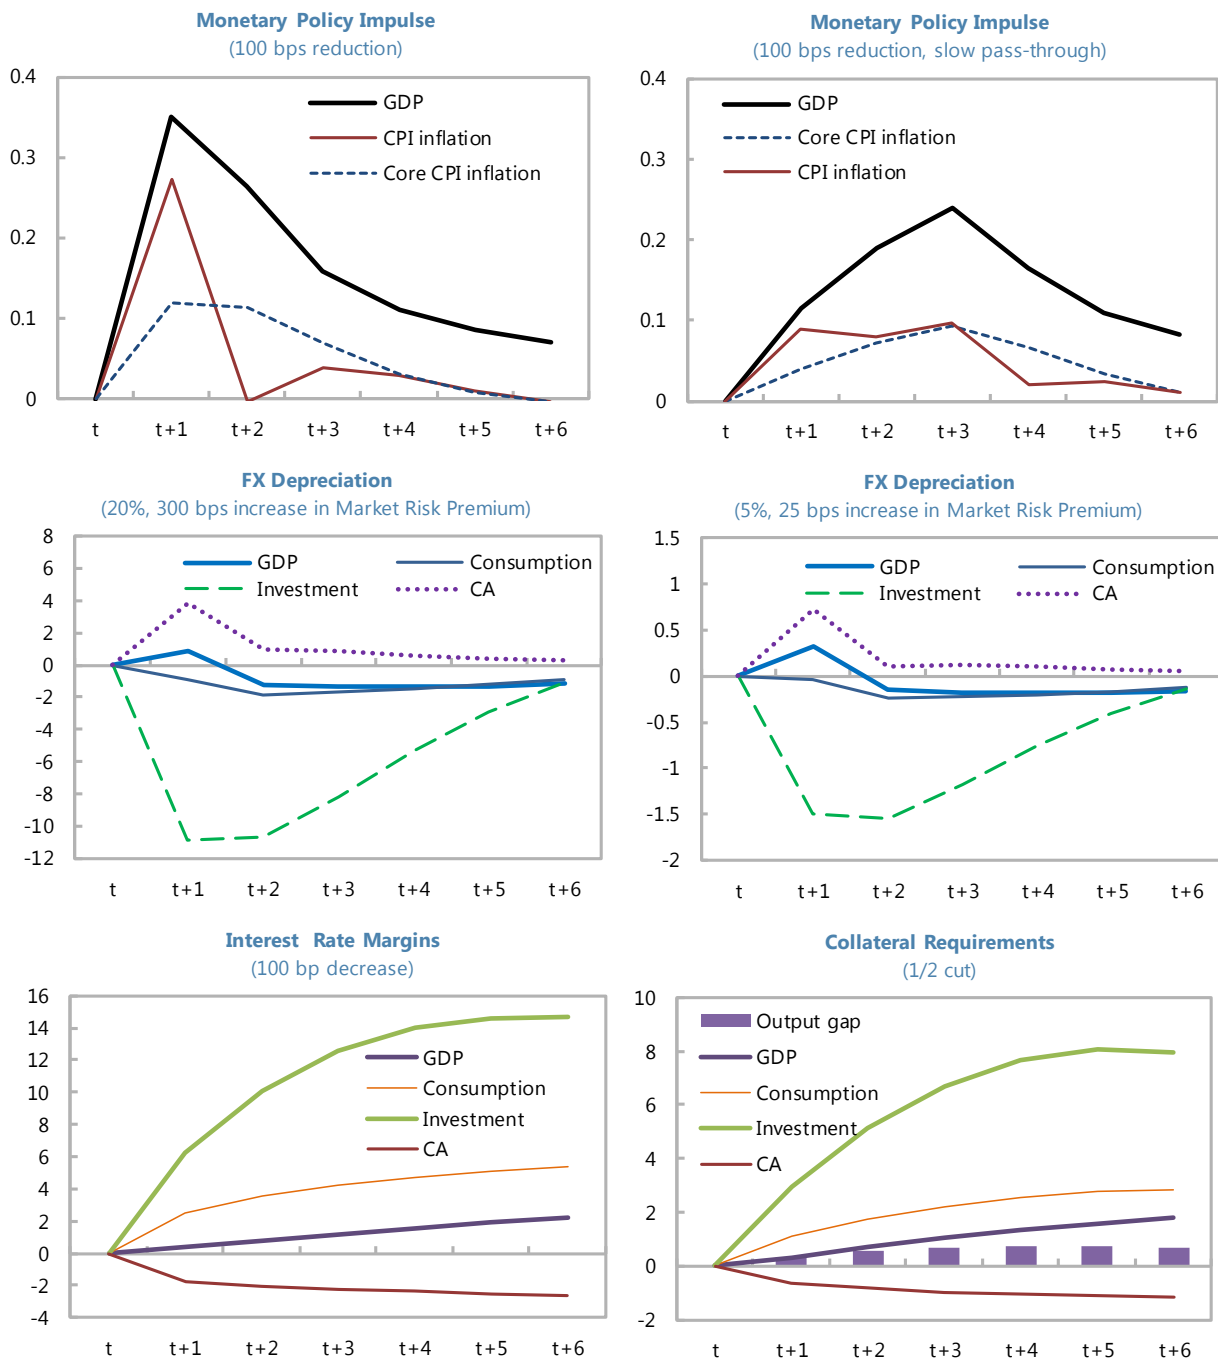 Monetary Policy Impulse
(100 bps reduction)
0.4
0.3
0.2
0.1
0
GDP
CPI inflation
Core CPI inflation
t t+1 t+2 t+3 t+4 t+5 t+6
Monetary Policy Impulse
(100 bps reduction, slow pass-through)
0.4
0.3
0.2
0.1
0
GDP
Core CPI inflation
CPI inflation
t t+1 t+2 t+3 t+4 t+5 t+6
FX Depreciation
(20%, 300 bps increase in Market Risk Premium)
8
6
4
2
0
-2
-4
-6
-8
-10
-12
GDP Consumption
Investment CA
t t+1 t+2 t+3 t+4 t+5 t+6
FX Depreciation
(5%, 25 bps increase in Market Risk Premium)
1.5
1
0.5
0
-0.5
-1
-1.5
-2
GDP Consumption
Investment CA
t t+1 t+2 t+3 t+4 t+5 t+6
Interest Rate Margins
(100 bp decrease)
16
14
12
10
8
6
4
2
0
-2
-4
GDP
Consumption
Investment
CA
t t+1 t+2 t+3 t+4 t+5 t+6
Collateral Requirements
(1/2 cut)
10
8
6
4
2
0
-2
Output gap
GDP
Consumption
Investment
CA
t t+1 t+2 t+3 t+4 t+5 t+6